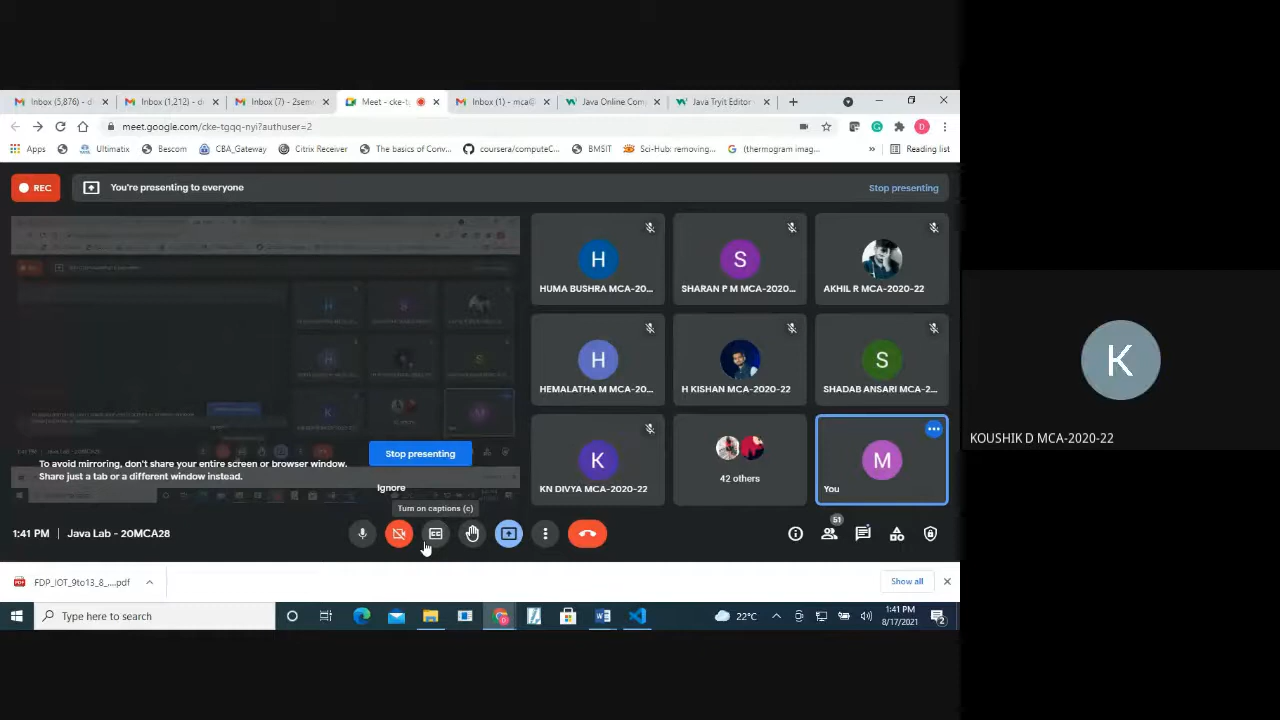 Inbox (5,876) - d
Inbox (1,212) - d
Inbox (7) - 2sem
Meet - cke-t
Inbox (1) - mca@
Java Online Com
Java Tryit Editor
meet.google.com/cke-tgqq-nyi?authuser=2
Apps
Ultimatix
Bescom
CBA_Gateway
Citrix Receiver
The basics of Conv...
coursera/computeC...
BMSIT
Sci-Hub: removing...
(thermogram imag...
»
Reading list
REC
You're presenting to everyone
Stop presenting
H
HUMA BUSHRA MCA-20...
S
SHARAN P M MCA-2020...
AKHIL R MCA-2020-22
H
HEMALATHA M MCA-20...
H KISHAN MCA-2020-22
S
SHADAB ANSARI MCA-2...
K
KN DIVYA MCA-2020-22
42 others
M
You
K
KOUSHIK D MCA-2020-22
To avoid mirroring, don't share your entire screen or browser window.
Share just a tab or a different window instead.
Stop presenting
Ignore
Turn on captions (c)
1:41 PM | Java Lab - 20MCA28
51
FDP_IOT_9to13_8_....pdf
Show all
Type here to search
22°C
1:41 PM
8/17/2021
2